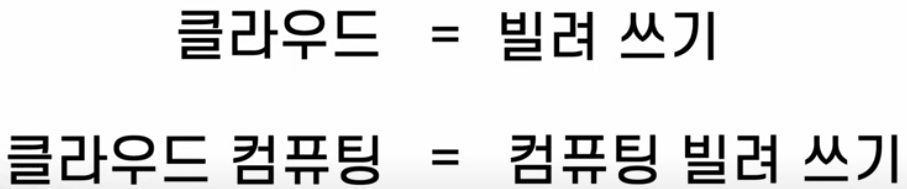 클라우드 = 빌려 쓰기
클라우드 컴퓨팅 = 컴퓨팅 빌려 쓰기